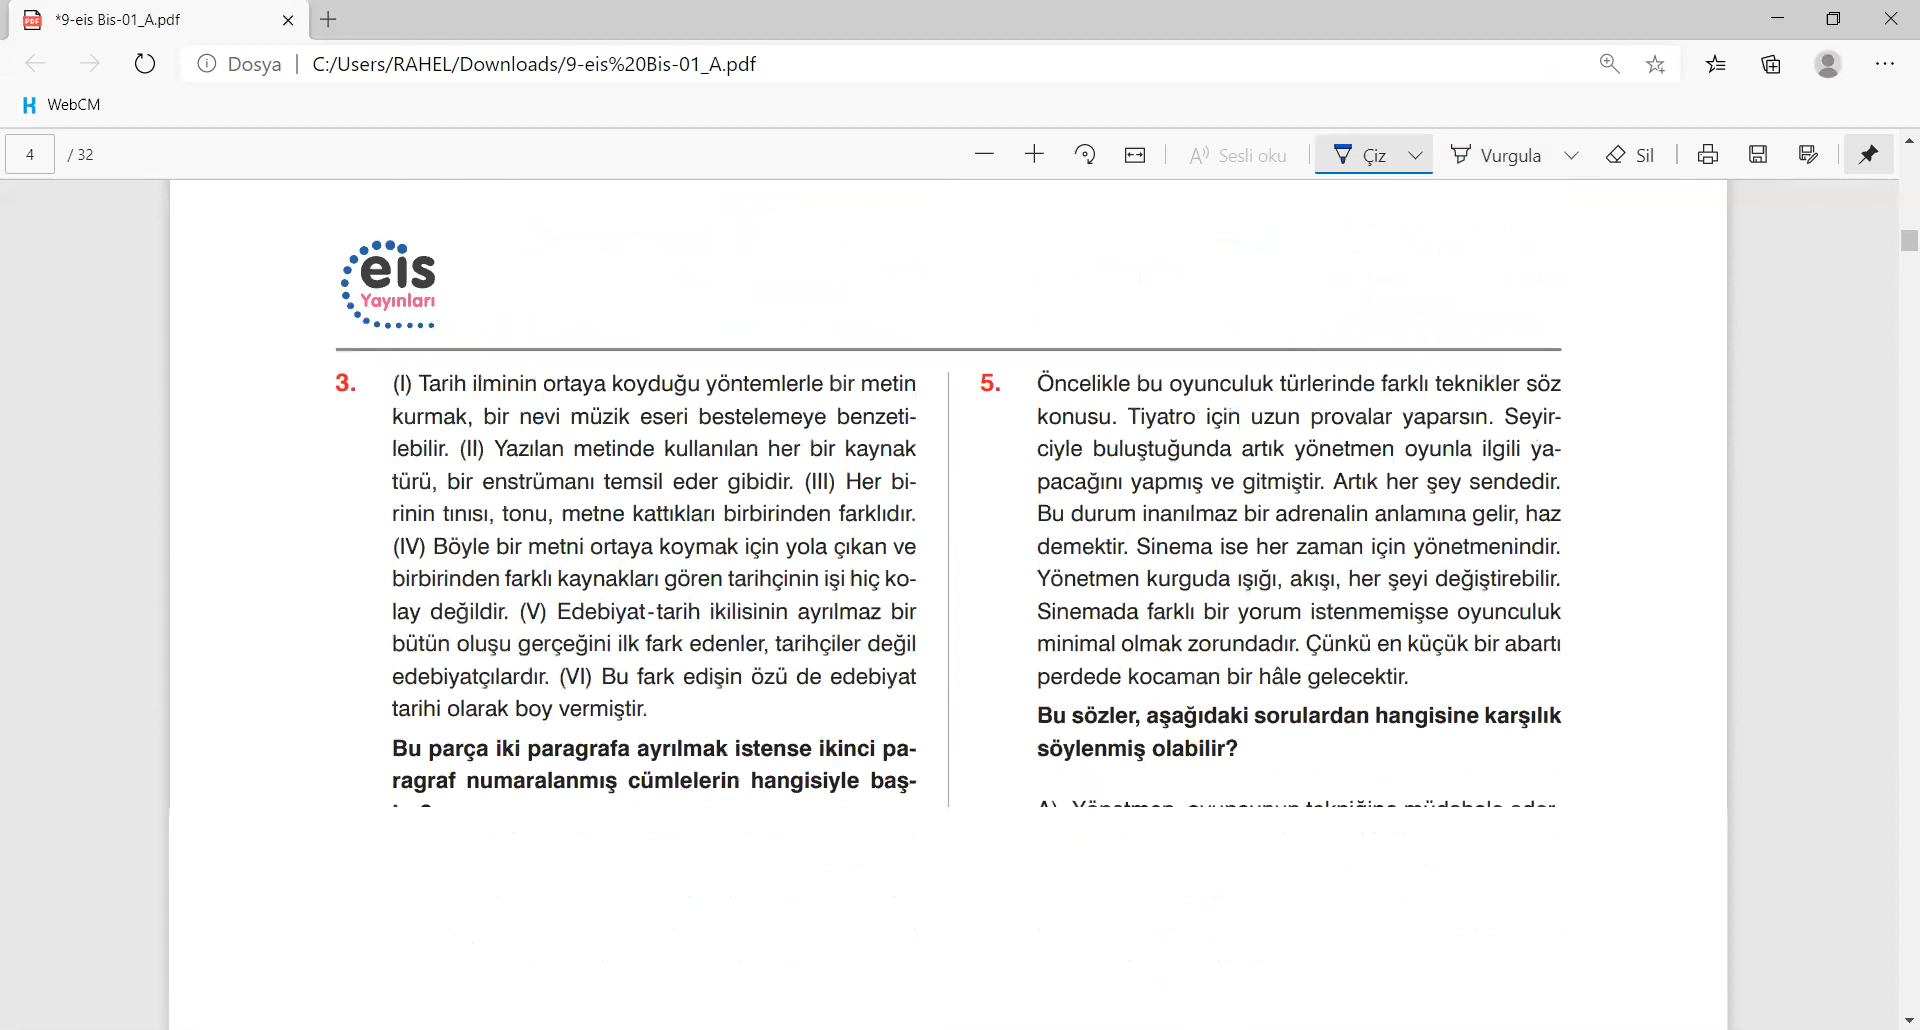 *9-eis Bis-01_A.pdf
Dosya
C:/Users/RAHEL/Downloads/9-eis%20Bis-01_A.pdf
WebCM
4 / 32
Sesli oku
Çiz
Vurgula
Sil
eis
Yayınları
3. (I) Tarih ilminin ortaya koyduğu yöntemlerle bir metin
kurmak, bir nevi müzik eseri bestelemeye benzeti-
lebilir. (II) Yazılan metinde kullanılan her bir kaynak
türü, bir enstrümanı temsil eder gibidir. (III) Her bi-
rinin tınısı, tonu, metne kattıkları birbirinden farklıdır.
(IV) Böyle bir metni ortaya koymak için yola çıkan ve
birbirinden farklı kaynakları gören tarihçinin işi hiç ko-
lay değildir. (V) Edebiyat-tarih ikilisinin ayrılmaz bir
bütün oluşu gerçeğini ilk fark edenler, tarihçiler değil
edebiyatçılardır. (VI) Bu fark edişin özü de edebiyat
tarihi olarak boy vermiştir.
Bu parça iki paragrafa ayrılmak istense ikinci pa-
ragraf numaralanmış cümlelerin hangisiyle baş-
5. Öncelikle bu oyunculuk türlerinde farklı teknikler söz
konusu. Tiyatro için uzun provalar yaparsın. Seyir-
ciyle buluştuğunda artık yönetmen oyunla ilgili ya-
pacağını yapmış ve gitmiştir. Artık her şey sendedir.
Bu durum inanılmaz bir adrenalin anlamına gelir, haz
demektir. Sinema ise her zaman için yönetmenindir.
Yönetmen kurguda ışığı, akışı, her şeyi değiştirebilir.
Sinemada farklı bir yorum istenmemişse oyunculuk
minimal olmak zorundadır. Çünkü en küçük bir abartı
perdede kocaman bir hâle gelecektir.
Bu sözler, aşağıdaki sorulardan hangisine karşılık
söylenmiş olabilir?
A) Yönetmen, oyuncunun tekniğine müdahale eder